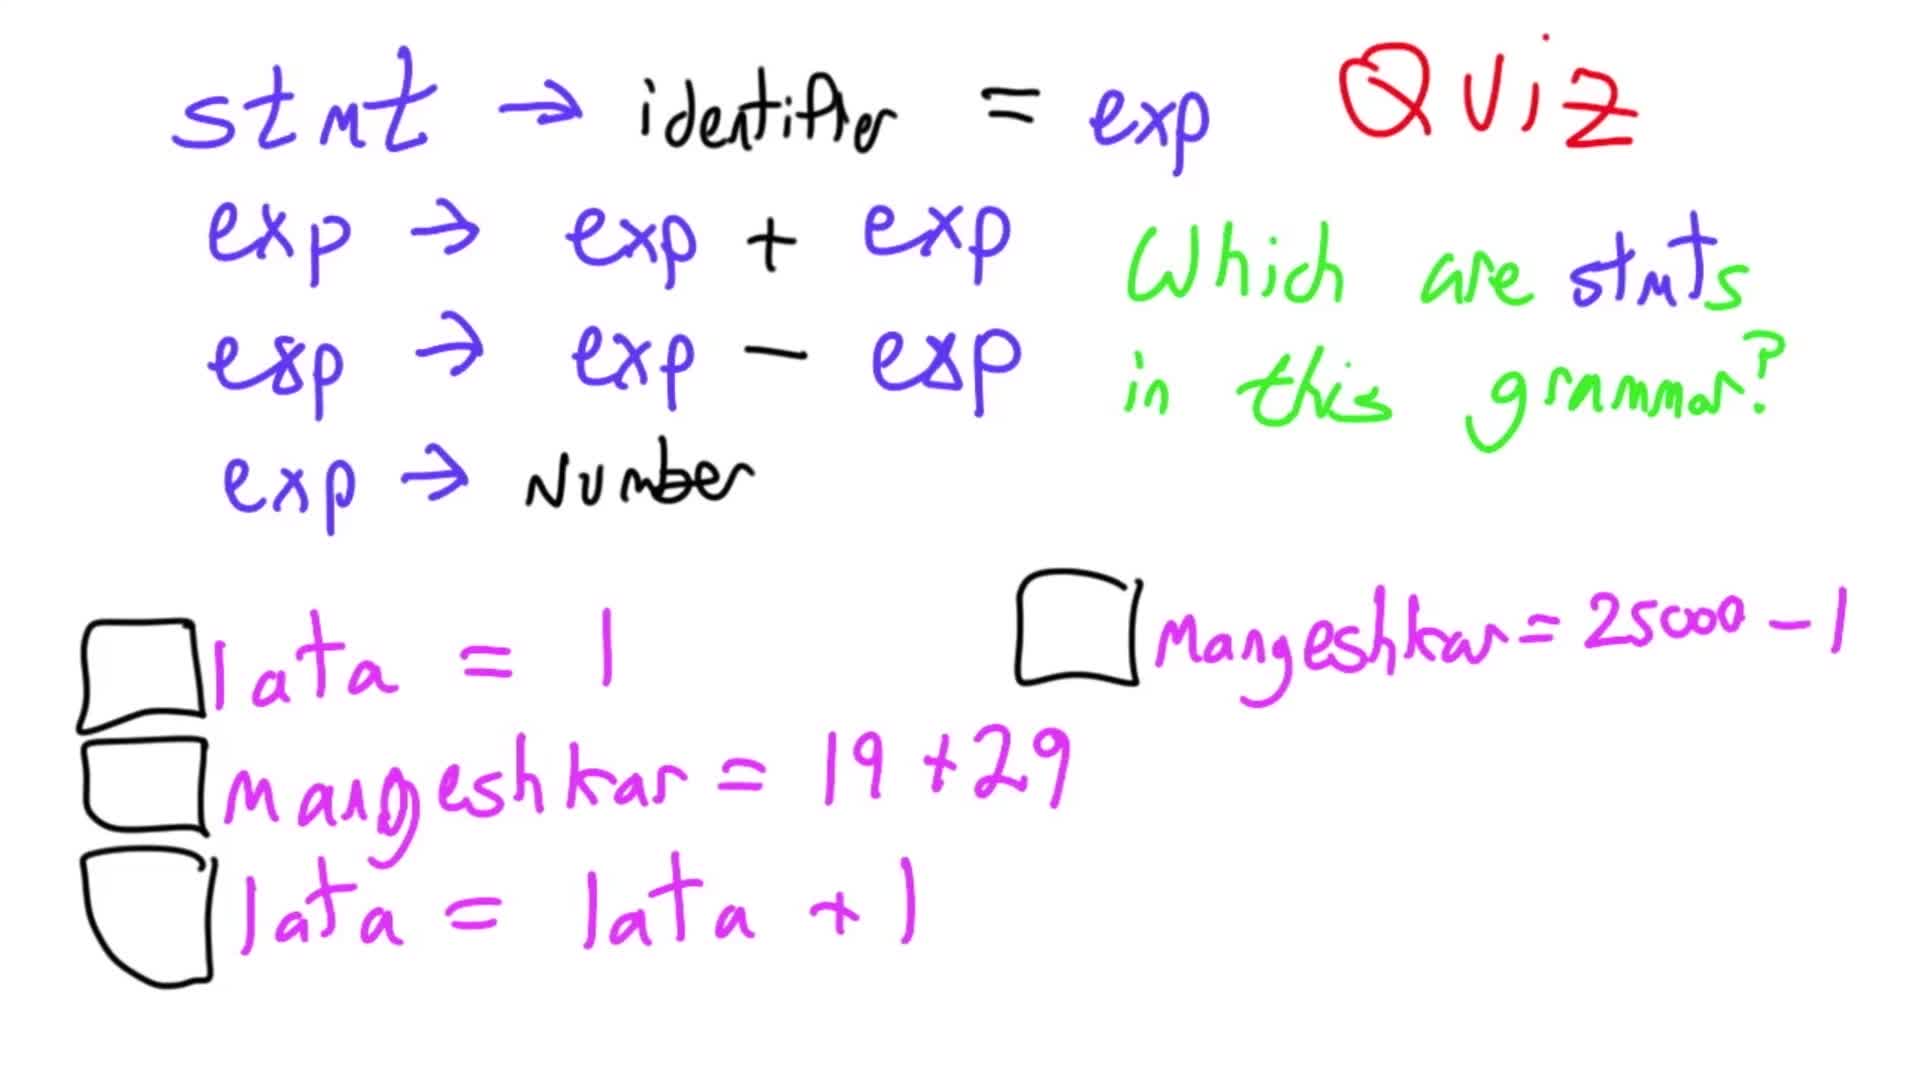 stmt → identifier = exp
Quiz
exp → exp + exp
exp → exp - exp
exp → Number
Which are stmts
in this grammar?
lata = 1
mangeshkar = 19 + 29
lata = lata + 1
mangeshkar = 25000 - 1